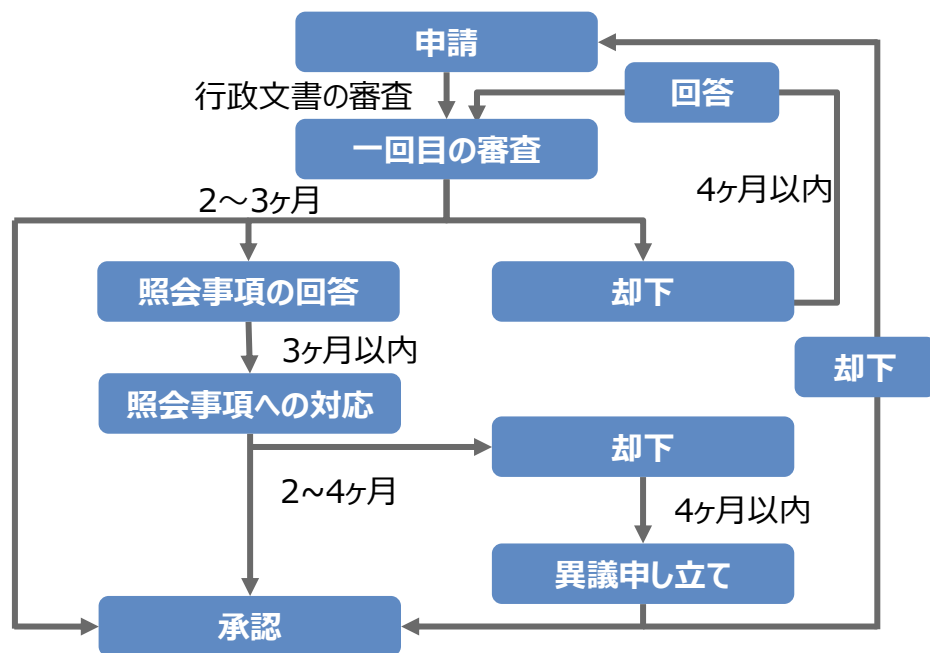 申請
行政文書の審査
回答
一回目の審査
4ヶ月以内
2～3ヶ月
照会事項の回答
却下
3ヶ月以内
却下
照会事項への対応
却下
2~4ヶ月
4ヶ月以内
異議申し立て
承認